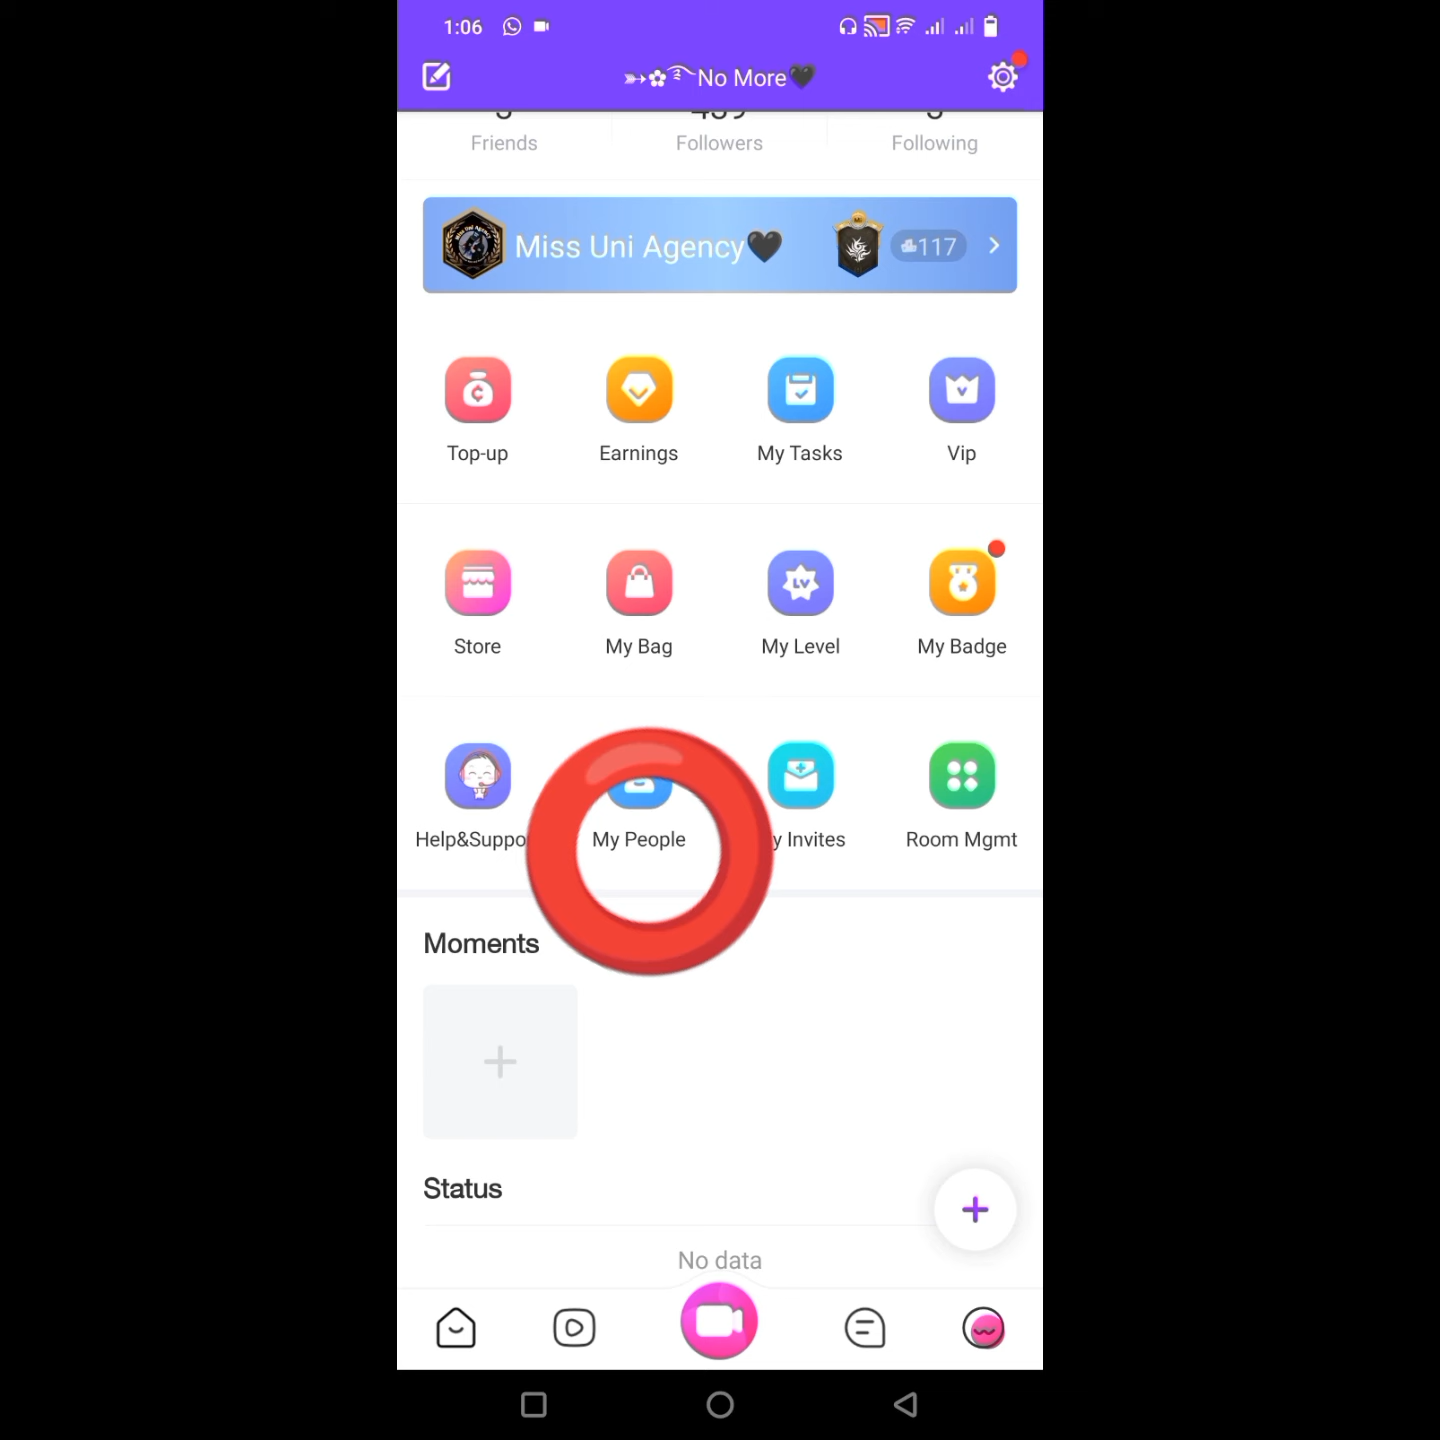 1:06
No More🖤
Friends
Followers
Following
Miss Uni Agency🖤
117
Top-up
Earnings
My Tasks
Vip
Store
My Bag
My Level
My Badge
Help&Suppo
My People
y Invites
Room Mgmt
Moments
Status
No data